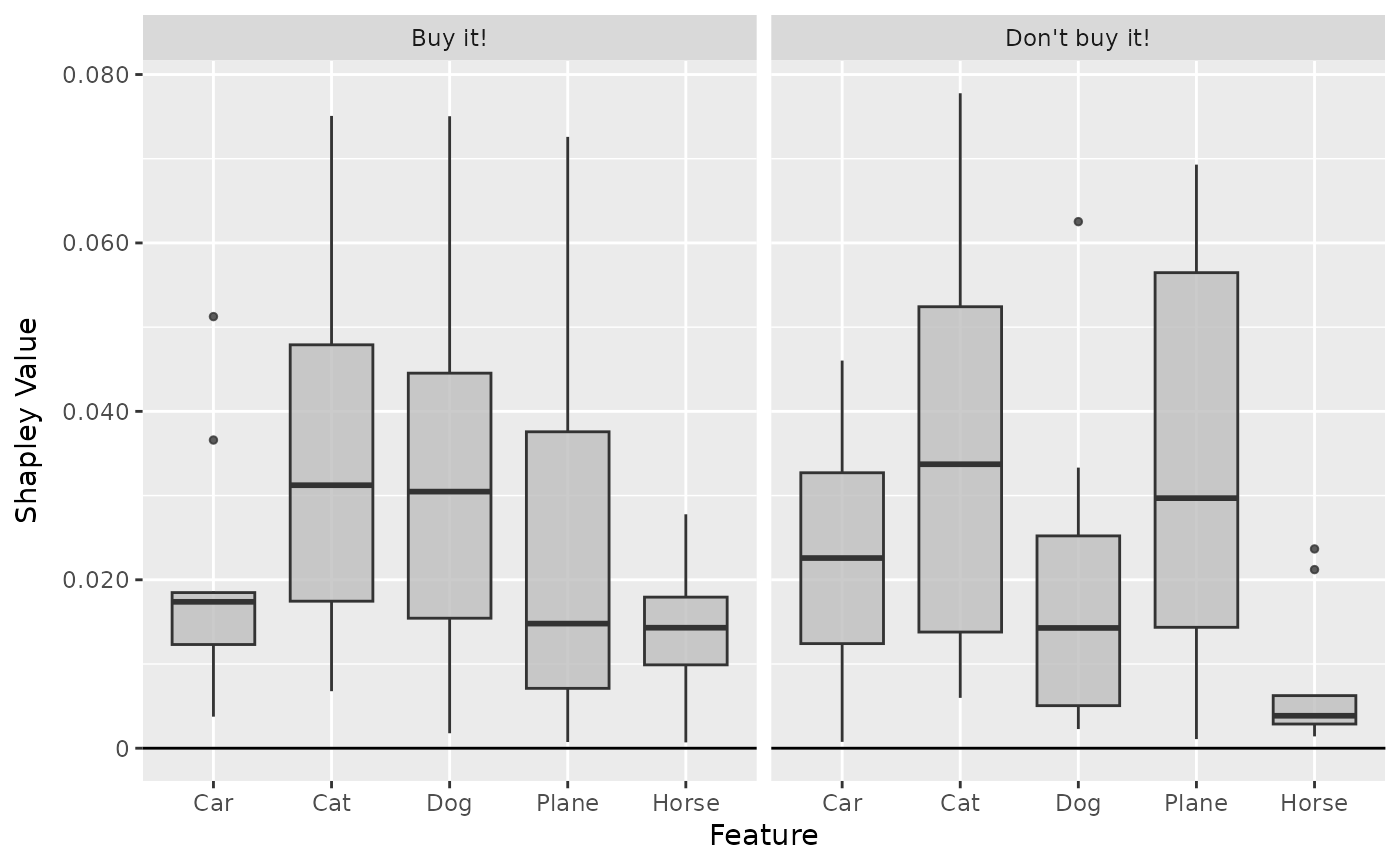 Buy it!
Don't buy it!
0.080
0.060
0.040
0.020
0
Shapley Value
Car Cat Dog Plane Horse
Car Cat Dog Plane Horse
Feature